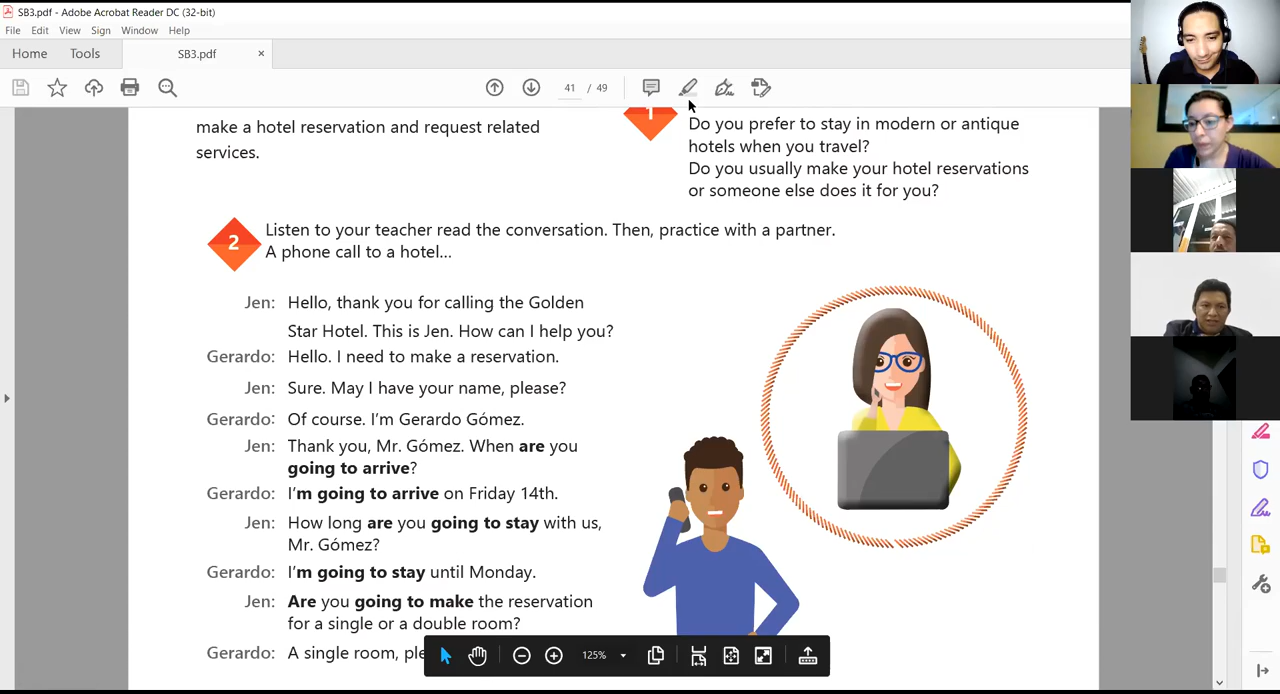 SB3.pdf - Adobe Acrobat Reader DC (32-bit)
File Edit View Sign Window Help
Home Tools SB3.pdf ×
41 / 49
make a hotel reservation and request related
services.
1
Do you prefer to stay in modern or antique
hotels when you travel?
Do you usually make your hotel reservations
or someone else does it for you?
2
Listen to your teacher read the conversation. Then, practice with a partner.
A phone call to a hotel...
Jen: Hello, thank you for calling the Golden
Star Hotel. This is Jen. How can I help you?
Gerardo: Hello. I need to make a reservation.
Jen: Sure. May I have your name, please?
Gerardo: Of course. I'm Gerardo Gómez.
Jen: Thank you, Mr. Gómez. When are you
going to arrive?
Gerardo: I'm going to arrive on Friday 14th.
Jen: How long are you going to stay with us,
Mr. Gómez?
Gerardo: I'm going to stay until Monday.
Jen: Are you going to make the reservation
for a single or a double room?
Gerardo: A single room, ple
125%